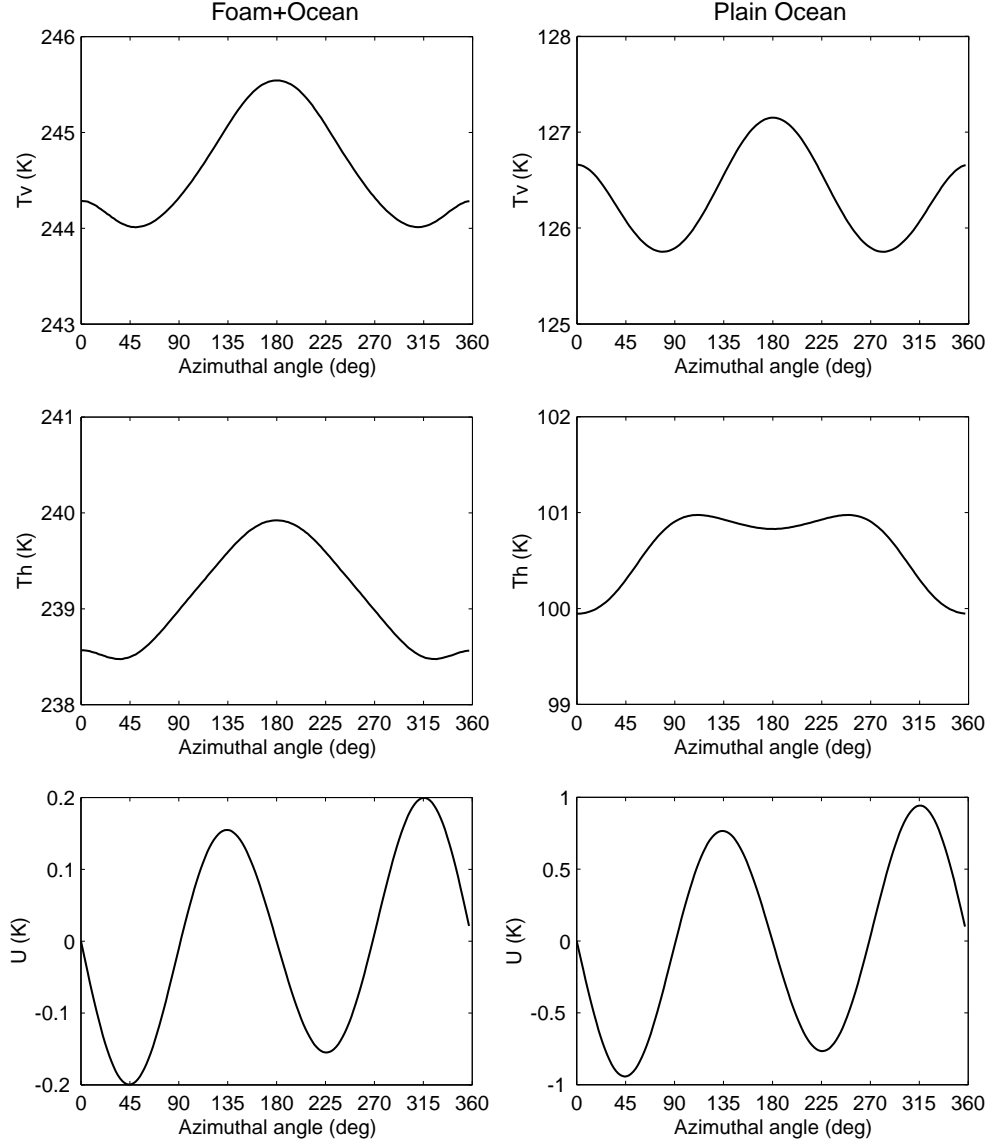 Foam+Ocean
Plain Ocean
246
245
244
243
Tv (K)
0 45 90 135 180 225 270 315 360
Azimuthal angle (deg)
128
127
126
125
Tv (K)
0 45 90 135 180 225 270 315 360
Azimuthal angle (deg)
241
240
239
238
Th (K)
0 45 90 135 180 225 270 315 360
Azimuthal angle (deg)
102
101
100
99
Th (K)
0 45 90 135 180 225 270 315 360
Azimuthal angle (deg)
0.2
0.1
0
-0.1
-0.2
U (K)
0 45 90 135 180 225 270 315 360
Azimuthal angle (deg)
1
0.5
0
-0.5
-1
U (K)
0 45 90 135 180 225 270 315 360
Azimuthal angle (deg)